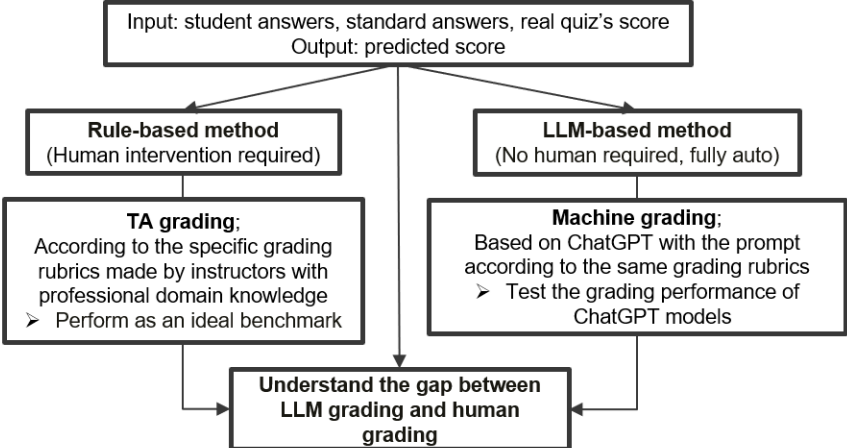 Input: student answers, standard answers, real quiz's score
Output: predicted score
Rule-based method
(Human intervention required)
LLM-based method
(No human required, fully auto)
TA grading;
According to the specific grading
rubrics made by instructors with
professional domain knowledge
➢ Perform as an ideal benchmark
Machine grading;
Based on ChatGPT with the prompt
according to the same grading rubrics
➢ Test the grading performance of
ChatGPT models
Understand the gap between
LLM grading and human
grading